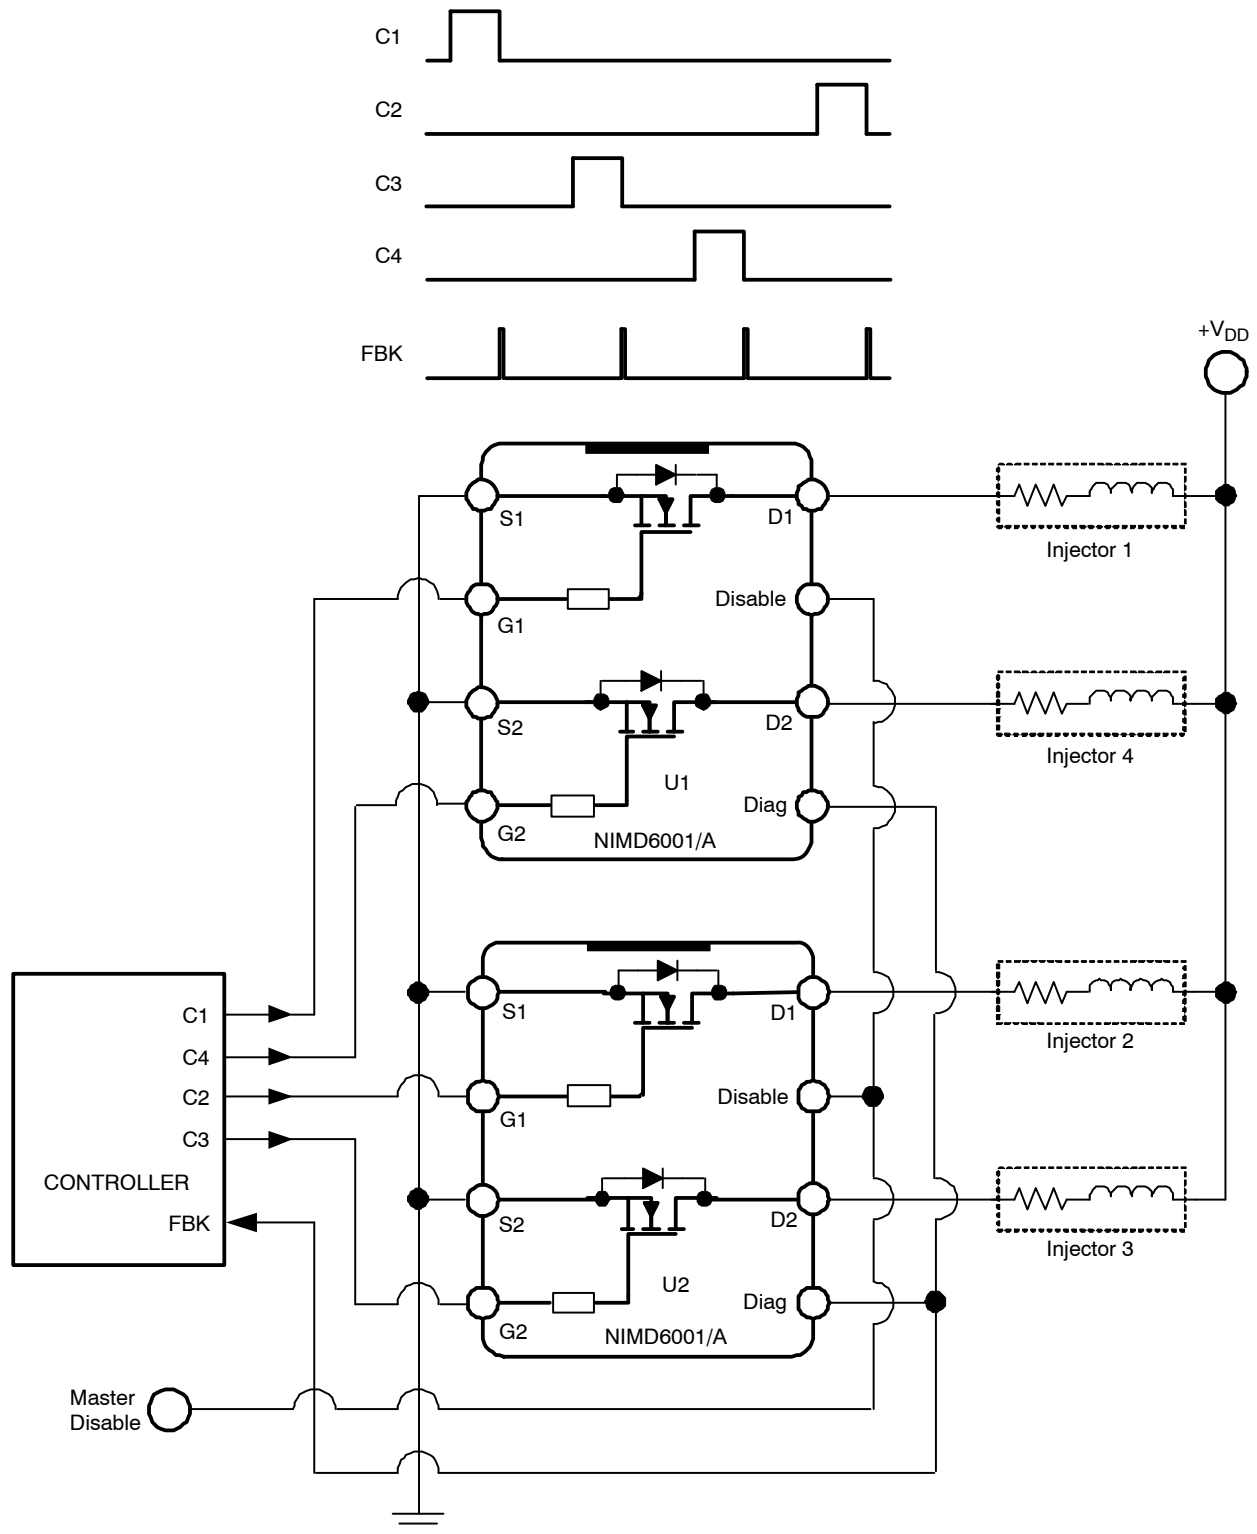 C1
C2
C3
C4
FBK
+VDD
S1
D1
Injector 1
G1
Disable
S2
D2
Injector 4
U1
G2
Diag
NIMD6001/A
S1
D1
Injector 2
G1
Disable
S2
D2
Injector 3
U2
G2
Diag
NIMD6001/A
C1
C4
C2
C3
CONTROLLER
FBK
Master
Disable